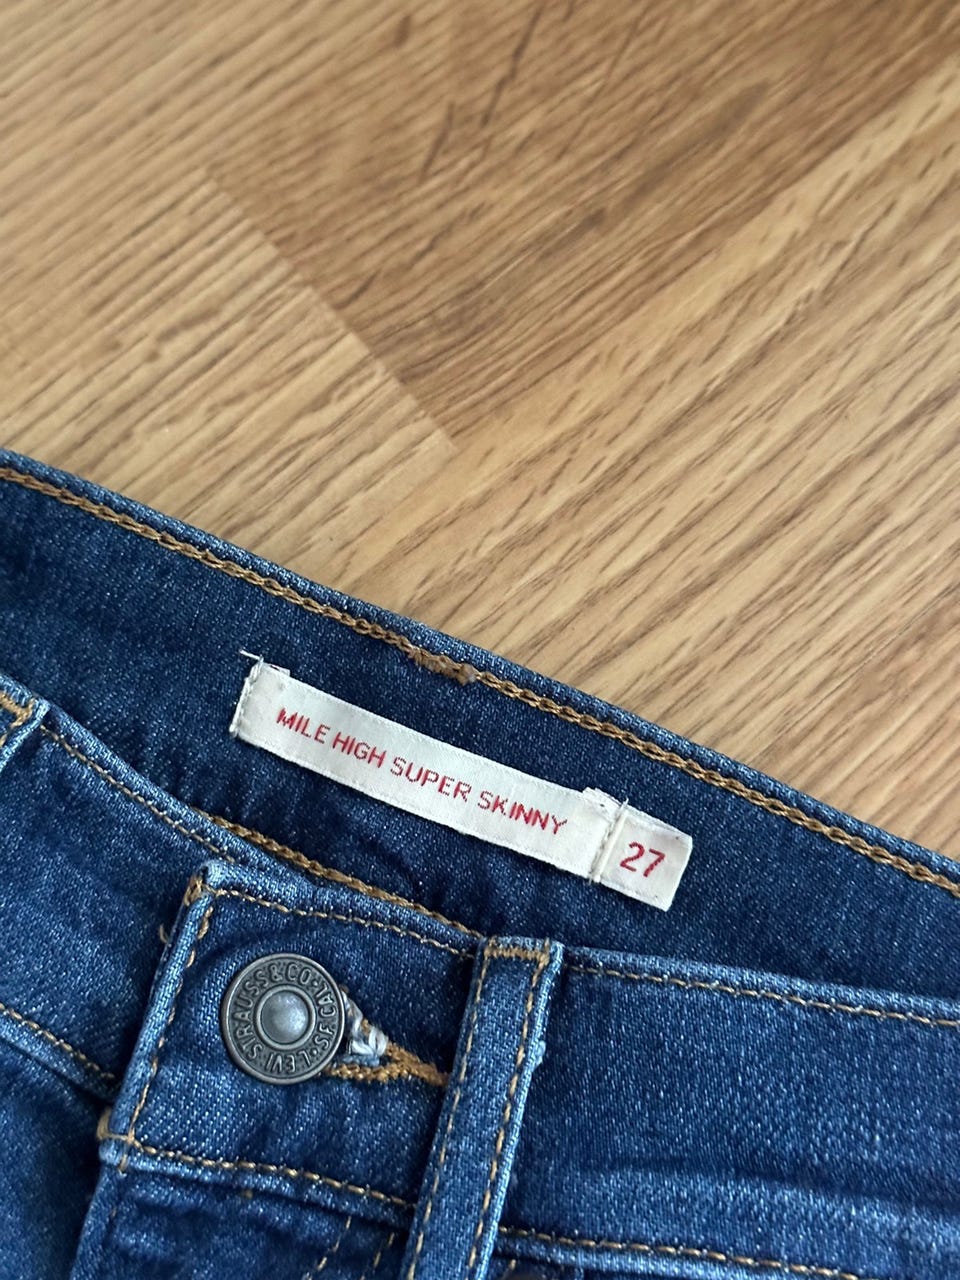 MILE HIGH SUPER SKINNY
27
LEVI STRAUSS & CO. S.F. CAL.